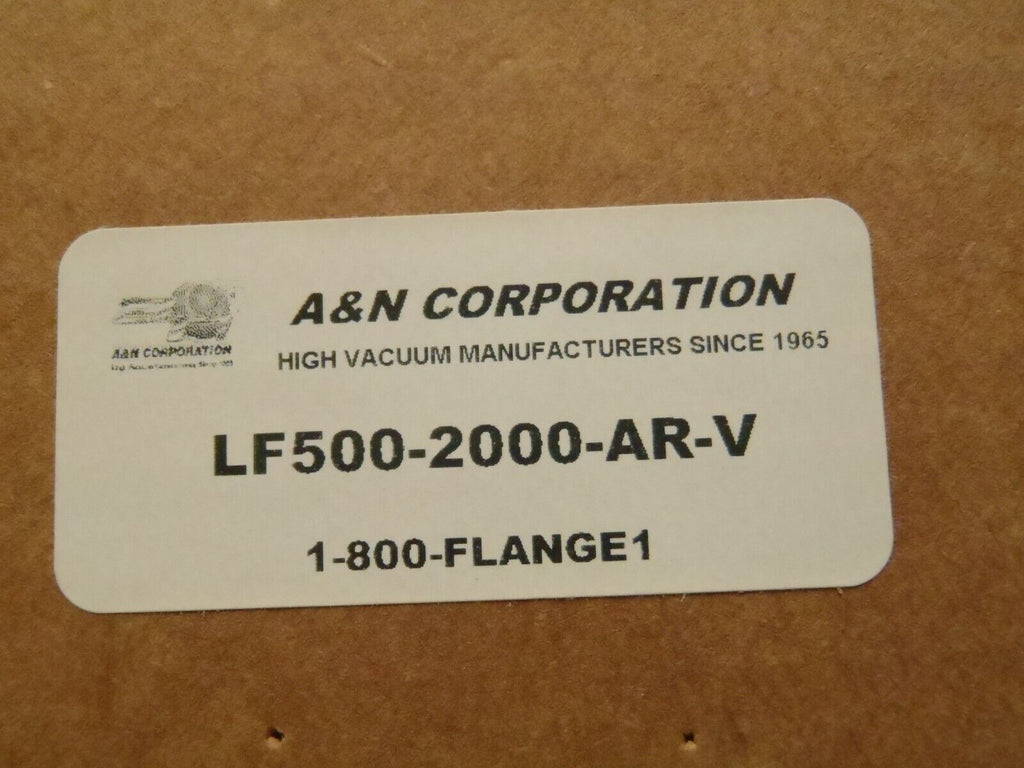 A&N CORPORATION
HIGH VACUUM MANUFACTURERS SINCE 1965
A&N CORPORATION
LF500-2000-AR-V
1-800-FLANGE1